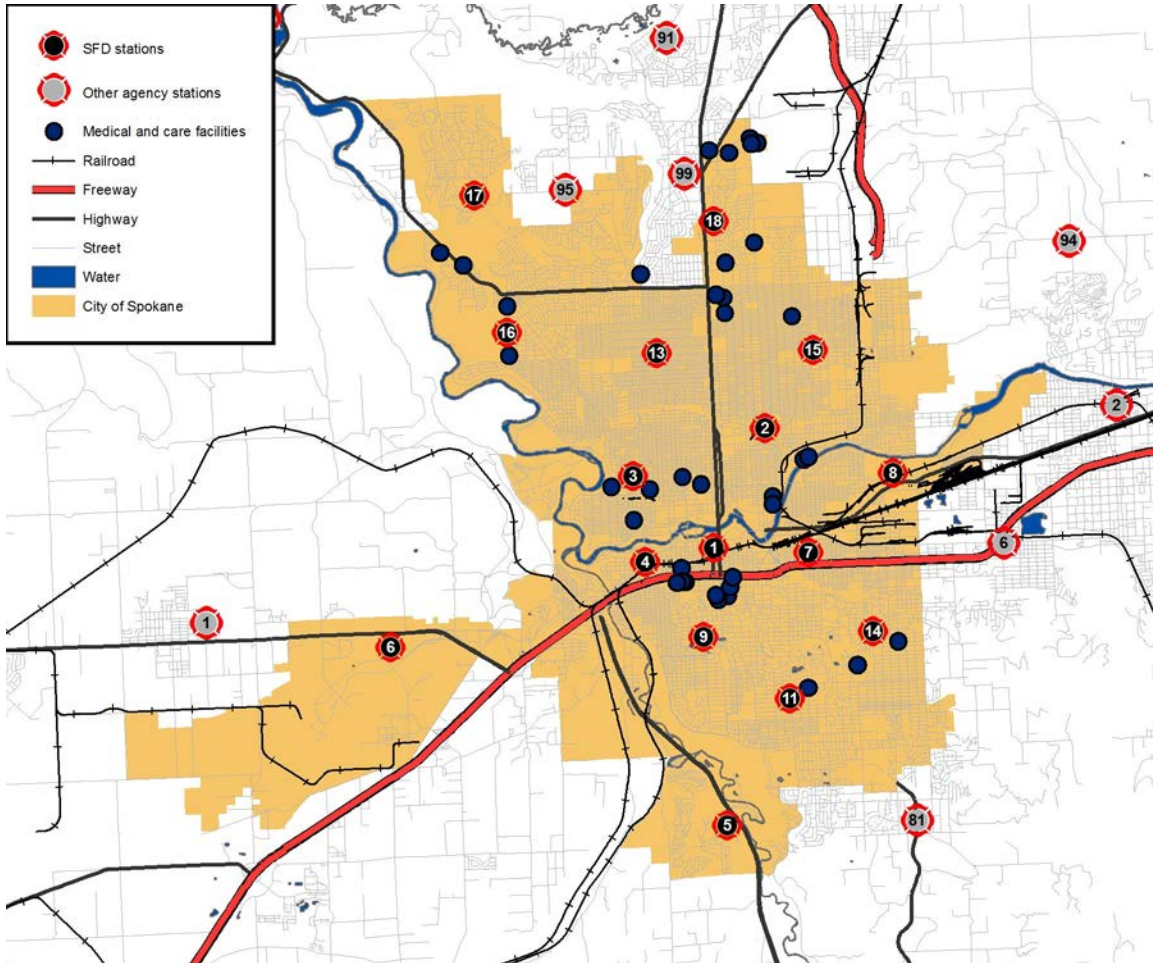 SFD stations
Other agency stations
Medical and care facilities
Railroad
Freeway
Highway
Street
Water
City of Spokane
91
99
95
17
18
94
16
13
15
2
2
3
8
1
7
6
4
1
6
9
14
11
5
81